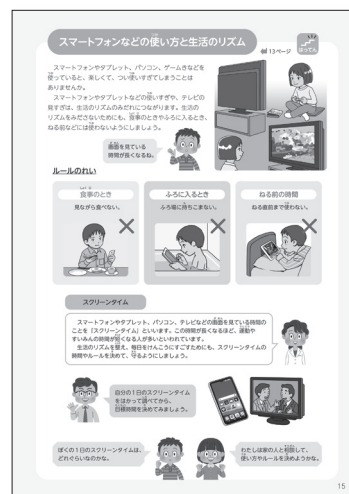 スマートフォンなどの使い方と生活のリズム
13ページ
はってん
スマートフォンやタブレット、パソコン、ゲームきなどを
使っていると、楽しくて、つい使いすぎてしまうことは
ありませんか。
スマートフォンやタブレットなどの使いすぎや、テレビの
見すぎは、生活のリズムのみだれにつながります。生活の
リズムをみださないためにも、食事のときやふろに入るとき、
ねる前などには使わないようにしましょう。
画面を見ている
時間が長くなるね。
ルールのれい
食事のとき
見ながら食べない。
ふろに入るとき
ふろ場に持ちこまない。
ねる前の時間
ねる直前まで使わない。
スクリーンタイム
スマートフォンやタブレット、パソコン、テレビなどの画面を見ている時間の
ことを「スクリーンタイム」といいます。この時間が長くなるほど、運動や
すいみんの時間が短くなる人が多いといわれています。
生活のリズムを整え、毎日をけんこうにすごすためにも、スクリーンタイムの
時間やルールを決めて、守るようにしましょう。
自分の1日のスクリーンタイム
をはかって調べてから、
目標時間を決めてみましょう。
ぼくの1日のスクリーンタイムは、
どれぐらいなのかな。
わたしは家の人と相談して、
使い方やルールを決めようかな。
15